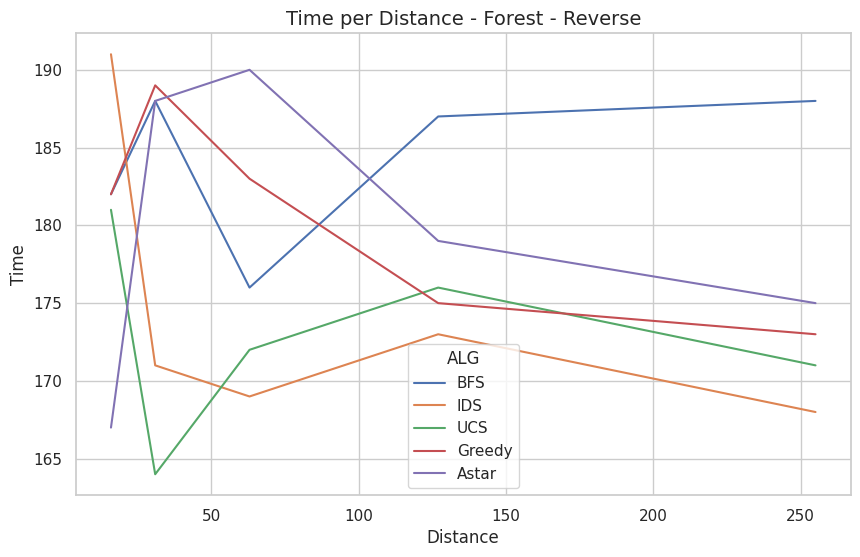 Time per Distance - Forest - Reverse
Time
190
185
180
175
170
165
ALG
BFS
IDS
UCS
Greedy
Astar
50
100
150
200
250
Distance